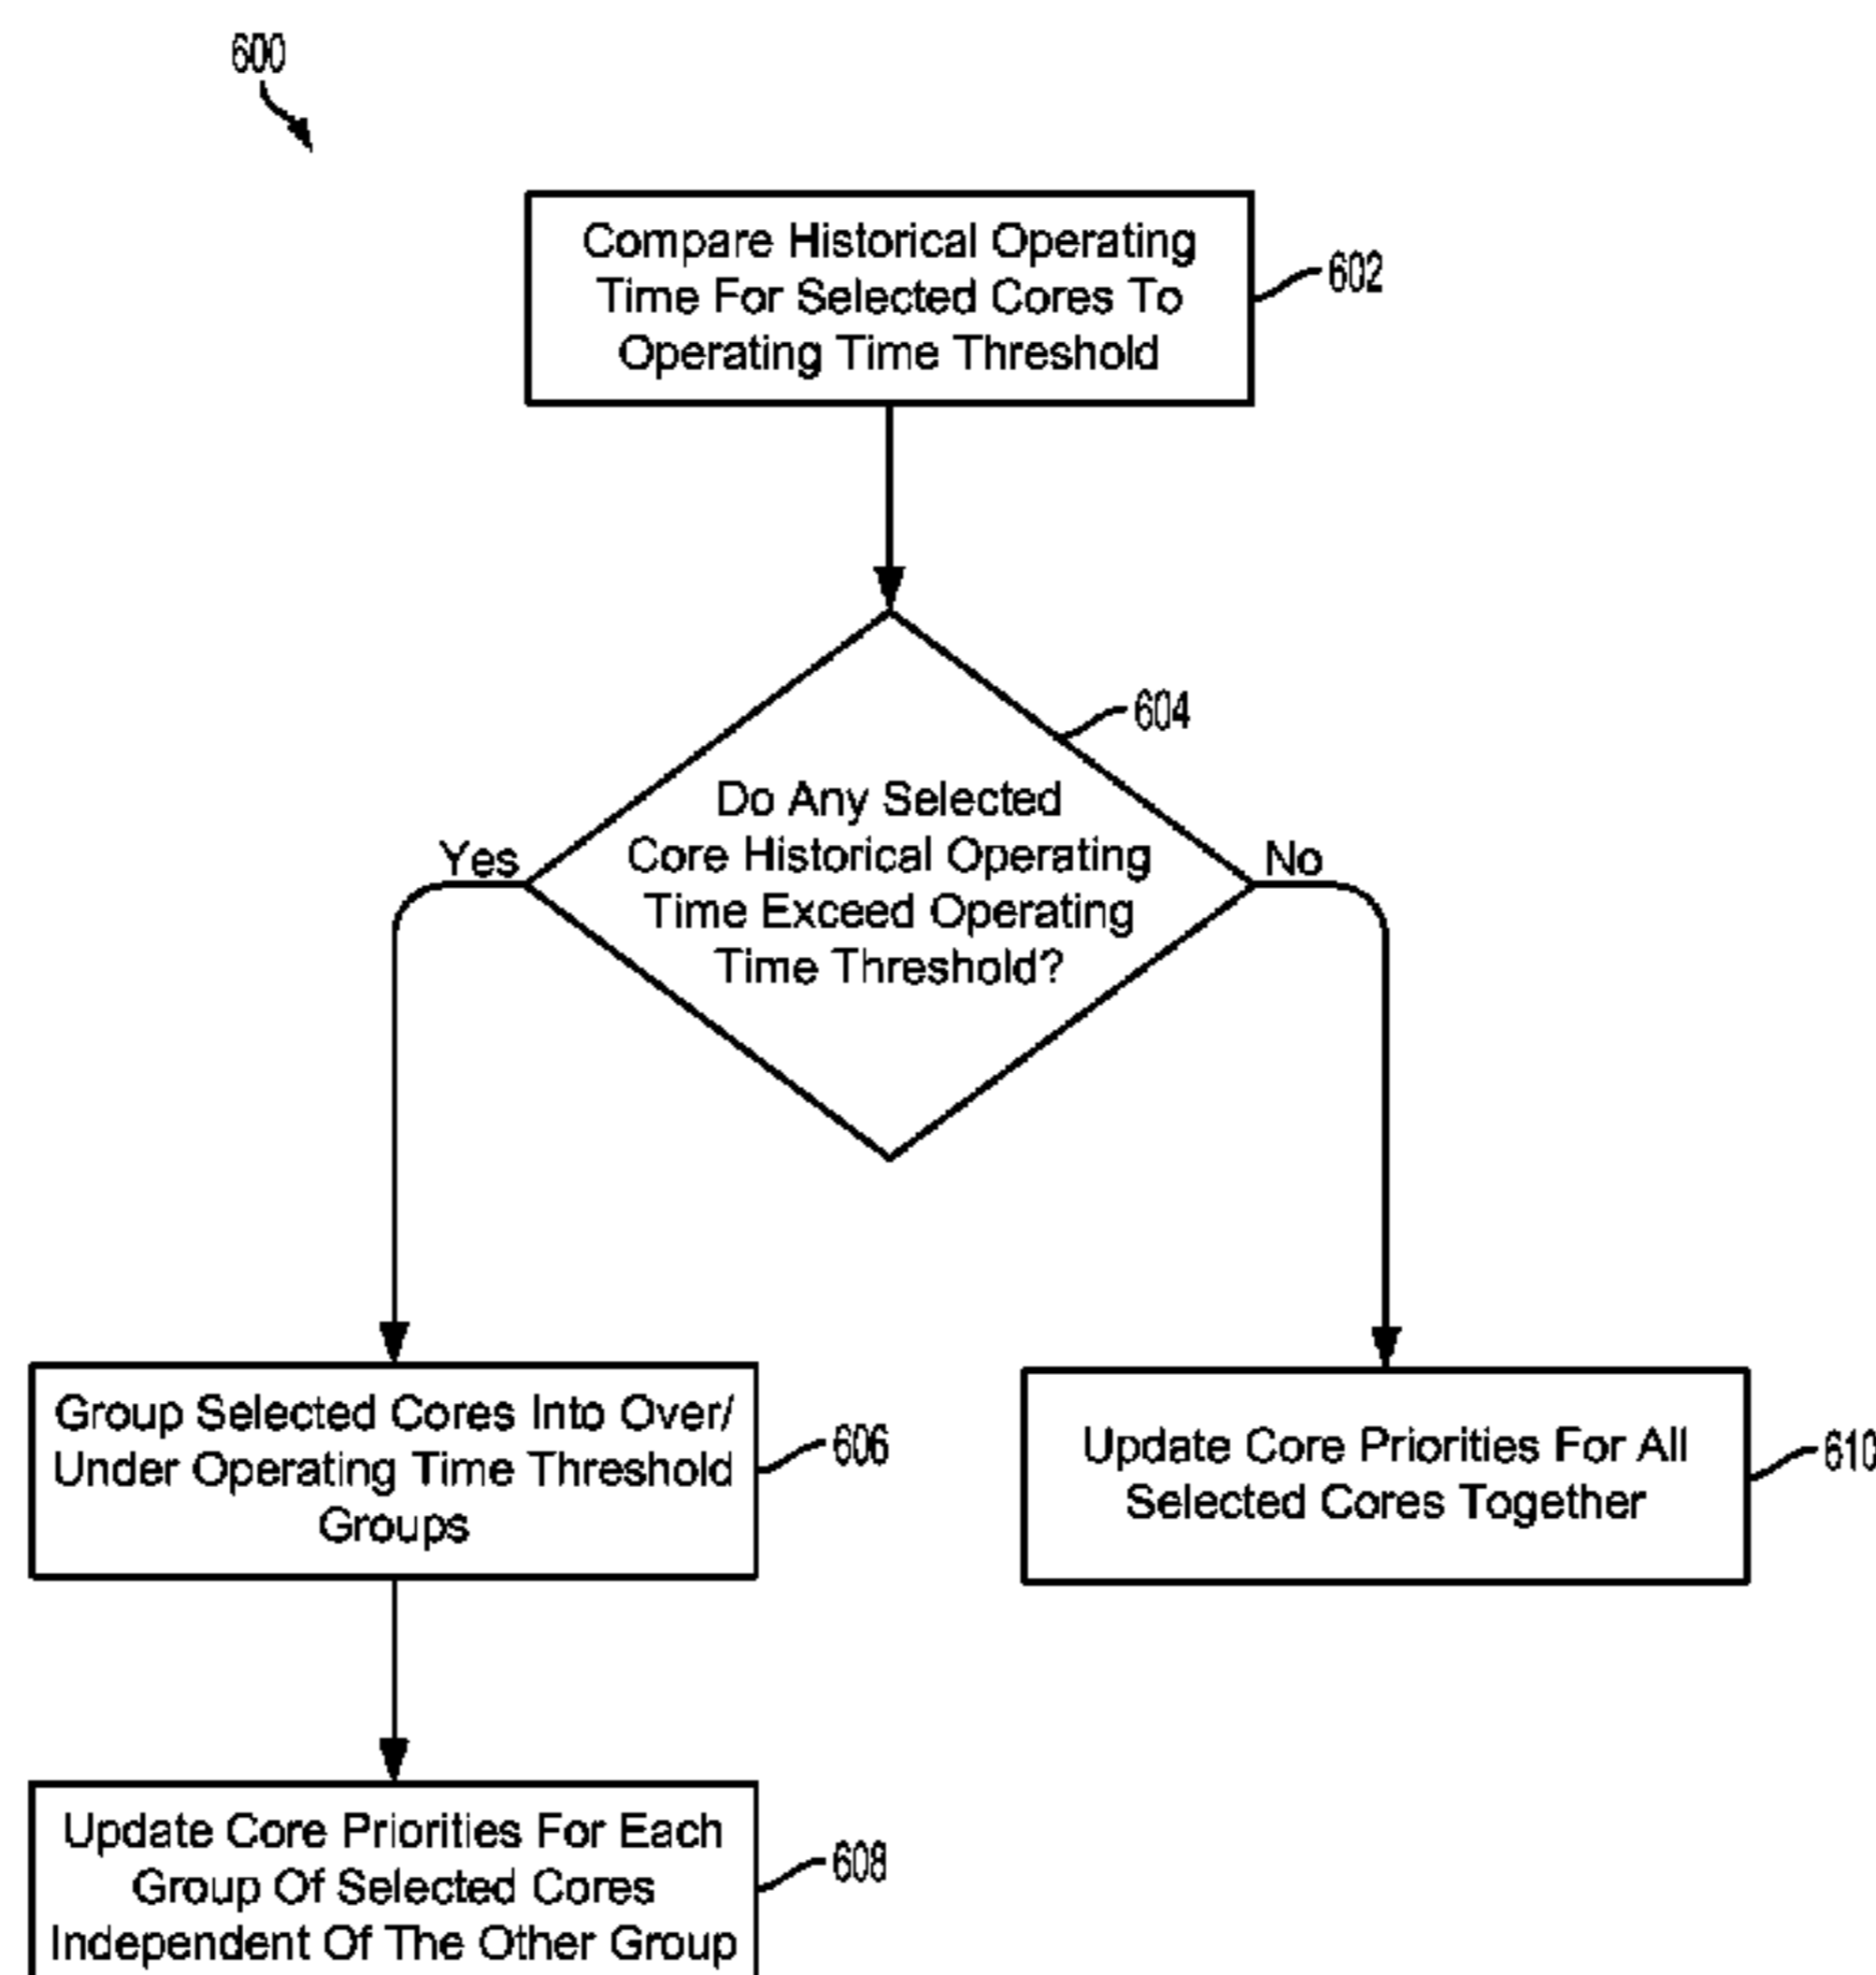 600
Compare Historical Operating
Time For Selected Cores To
Operating Time Threshold
602
604
Do Any Selected
Core Historical Operating
Time Exceed Operating
Time Threshold?
Yes
No
Group Selected Cores Into Over/
Under Operating Time Threshold
Groups
606
Update Core Priorities For All
Selected Cores Together
610
Update Core Priorities For Each
Group Of Selected Cores
Independent Of The Other Group
608